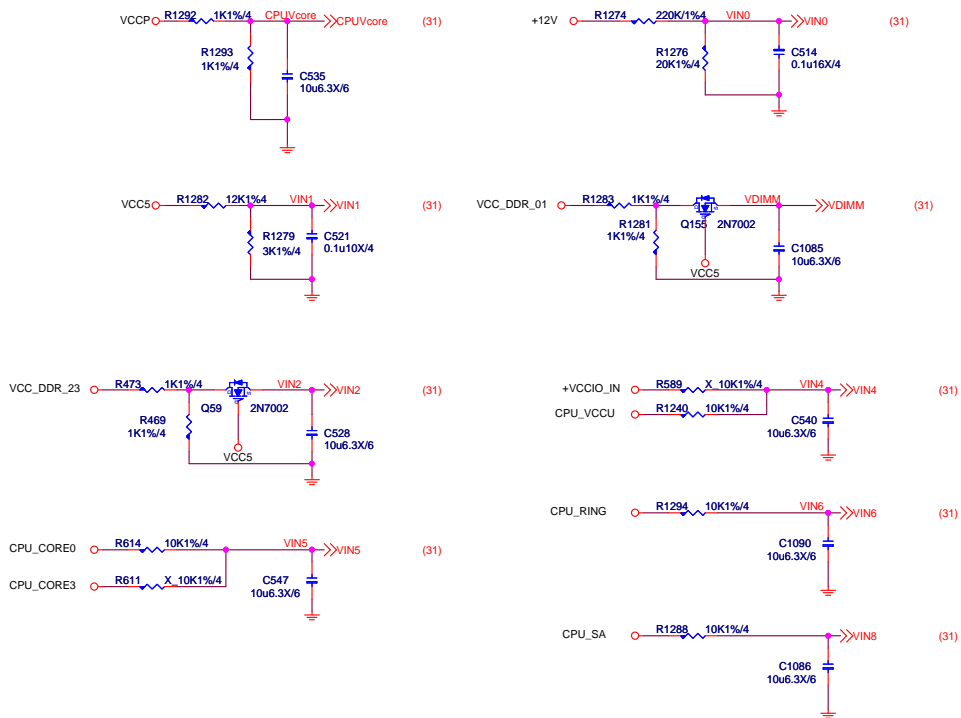 VCCP R1292 1K1%/4 CPUVcore CPUVcore (31)
R1293
1K1%/4
C535
10u6.3X/6
+12V R1274 220K/1%4 VIN0 VIN0 (31)
R1276
20K1%/4
C514
0.1u16X/4
VCC5 R1282 12K1%4 VIN1 VIN1 (31)
R1279
3K1%/4
C521
0.1u10X/4
VCC_DDR_01 R1283 1K1%/4 VDIMM VDIMM (31)
R1281
1K1%/4
Q155 2N7002
VCC5
C1085
10u6.3X/6
VCC_DDR_23 R473 1K1%/4 VIN2 VIN2 (31)
R469
1K1%/4
Q59 2N7002
VCC5
C528
10u6.3X/6
+VCCIO_IN R589 X_10K1%/4 VIN4 VIN4 (31)
CPU_VCCU R1240 10K1%/4
C540
10u6.3X/6
CPU_RING R1294 10K1%/4 VIN6 VIN6 (31)
C1090
10u6.3X/6
CPU_CORE0 R614 10K1%/4 VIN5 VIN5 (31)
CPU_CORE3 R611 X_10K1%/4
C547
10u6.3X/6
CPU_SA R1288 10K1%/4 VIN8 (31)
C1086
10u6.3X/6